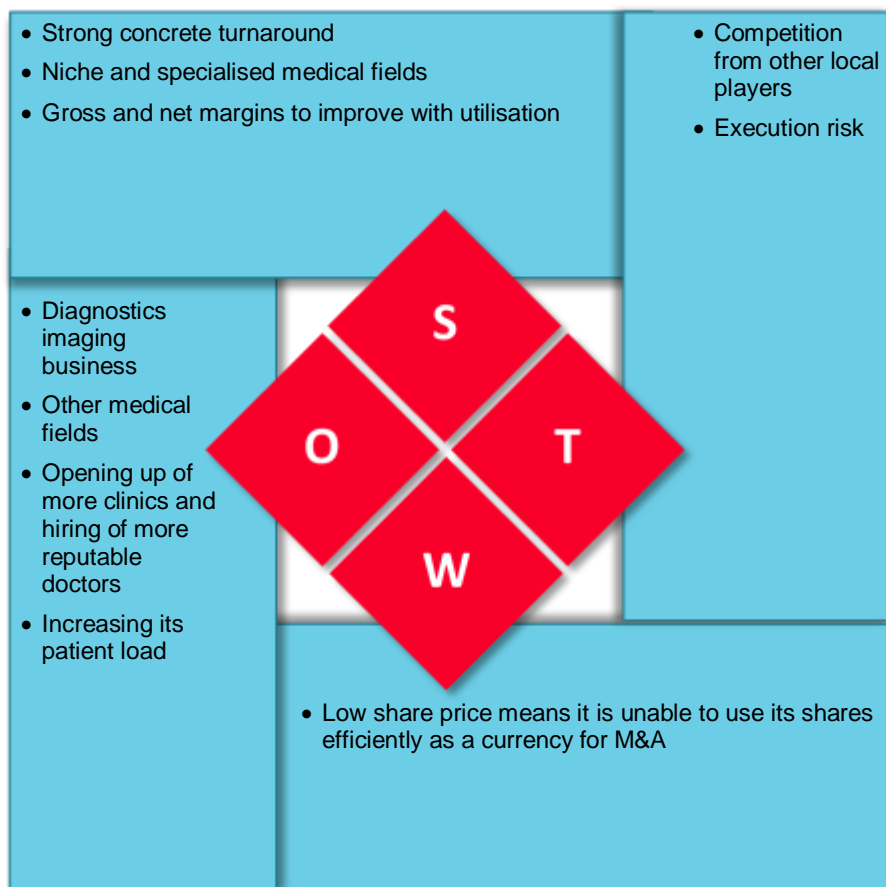 • Strong concrete turnaround
• Niche and specialised medical fields
• Gross and net margins to improve with utilisation
• Competition
from other local
players
• Execution risk
• Diagnostics
imaging
business
• Other medical
fields
• Opening up of
more clinics and
hiring of more
reputable
doctors
• Increasing its
patient load
S
O
T
W
• Low share price means it is unable to use its shares
efficiently as a currency for M&A